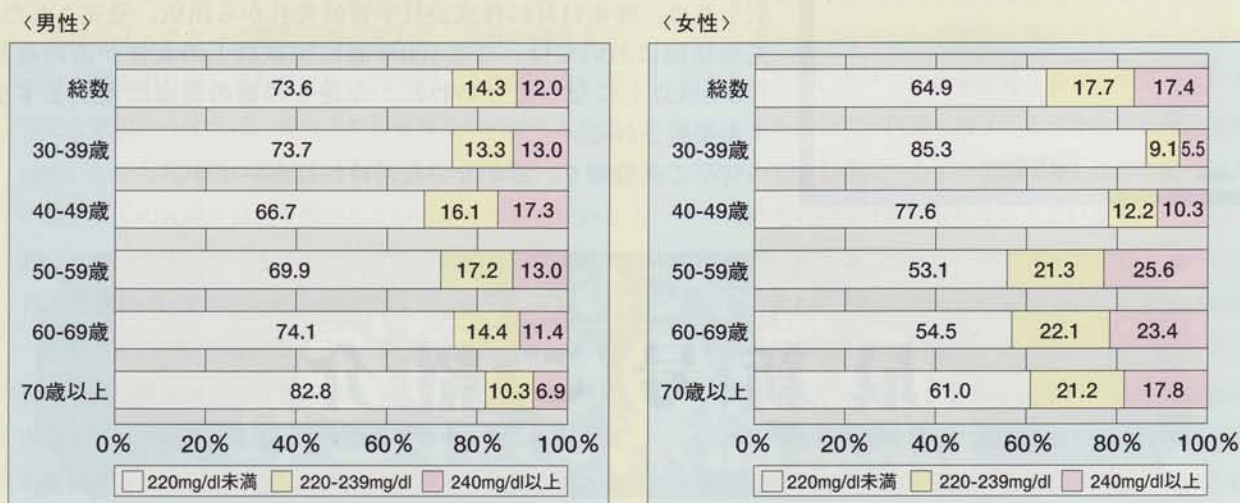 〈男性〉
総数 73.6 14.3 12.0
30-39歳 73.7 13.3 13.0
40-49歳 66.7 16.1 17.3
50-59歳 69.9 17.2 13.0
60-69歳 74.1 14.4 11.4
70歳以上 82.8 10.3 6.9
0% 20% 40% 60% 80% 100%
220mg/dl未満 220-239mg/dl 240mg/dl以上
〈女性〉
総数 64.9 17.7 17.4
30-39歳 85.3 9.1 5.5
40-49歳 77.6 12.2 10.3
50-59歳 53.1 21.3 25.6
60-69歳 54.5 22.1 23.4
70歳以上 61.0 21.2 17.8
0% 20% 40% 60% 80% 100%
220mg/dl未満 220-239mg/dl 240mg/dl以上